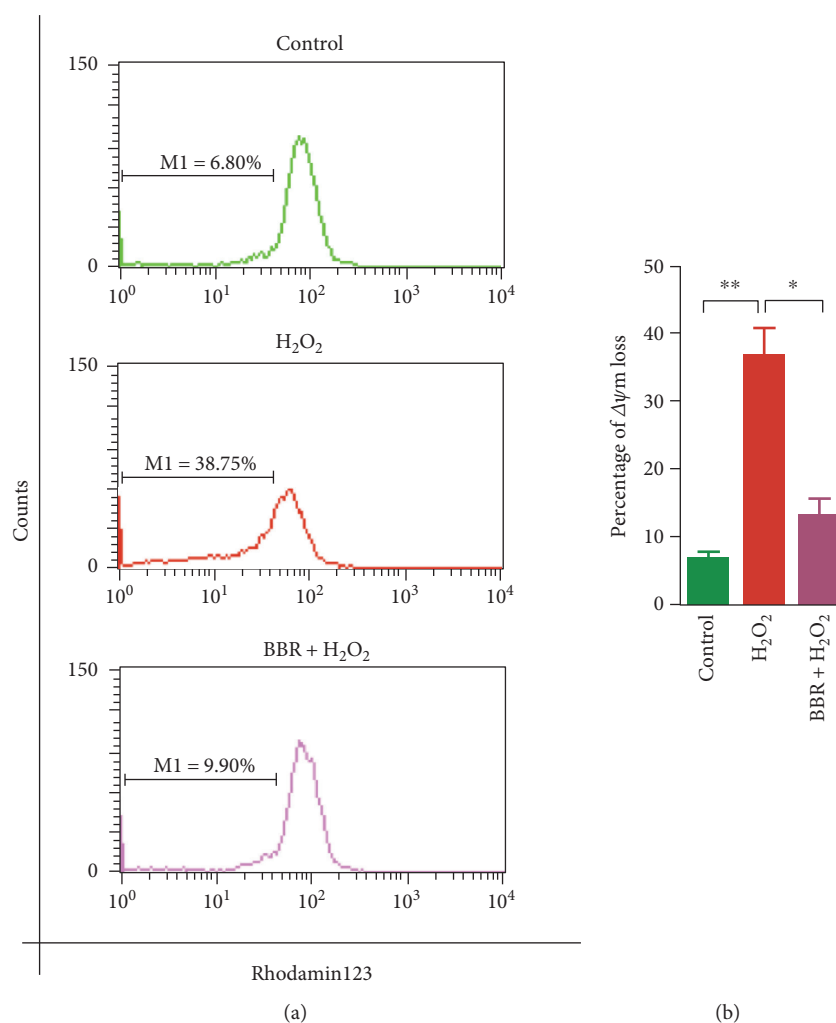 Control
150
M1 = 6.80%
0
10⁰ 10¹ 10² 10³ 10⁴
H₂O₂
150
M1 = 38.75%
0
10⁰ 10¹ 10² 10³ 10⁴
BBR + H₂O₂
150
M1 = 9.90%
0
10⁰ 10¹ 10² 10³ 10⁴
Counts
Rhodamin123
(a)
50
40
30
20
10
0
** *
Percentage of Δψm loss
Control
H₂O₂
BBR + H₂O₂
(b)